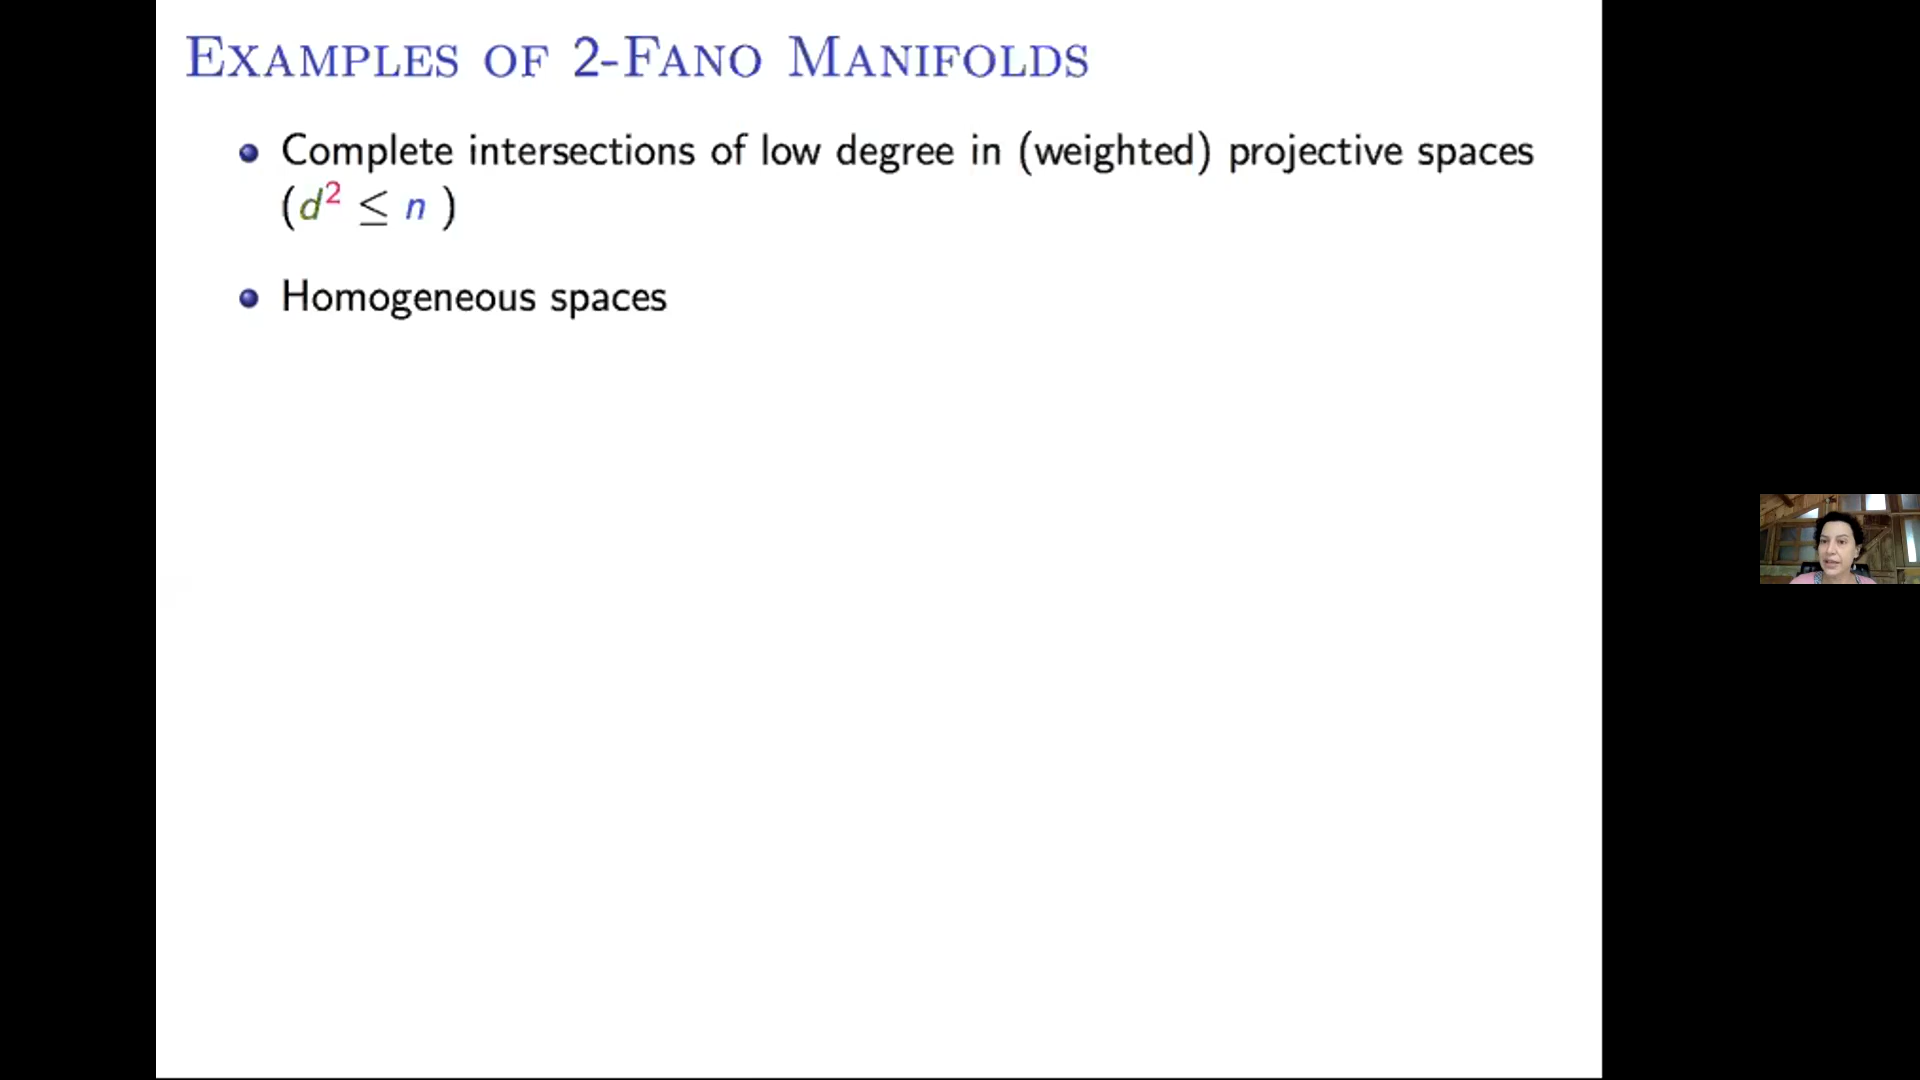 Examples of 2-Fano Manifolds
• Complete intersections of low degree in (weighted) projective spaces
(d² ≤ n )
• Homogeneous spaces